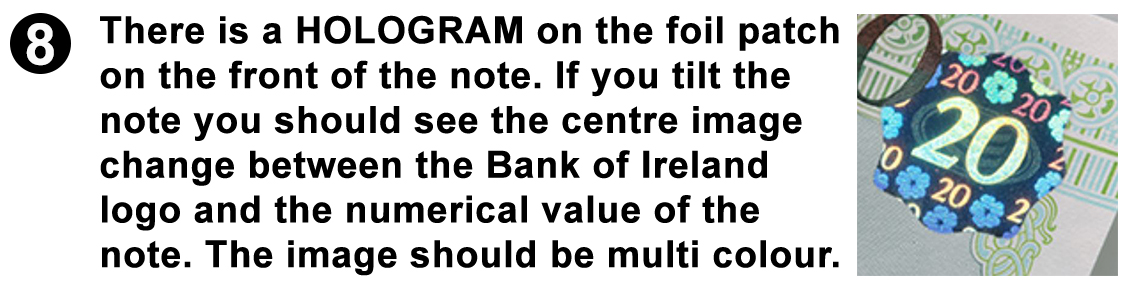 8
There is a HOLOGRAM on the foil patch
on the front of the note. If you tilt the
note you should see the centre image
change between the Bank of Ireland
logo and the numerical value of the
note. The image should be multi colour.
20
20 20
20
20